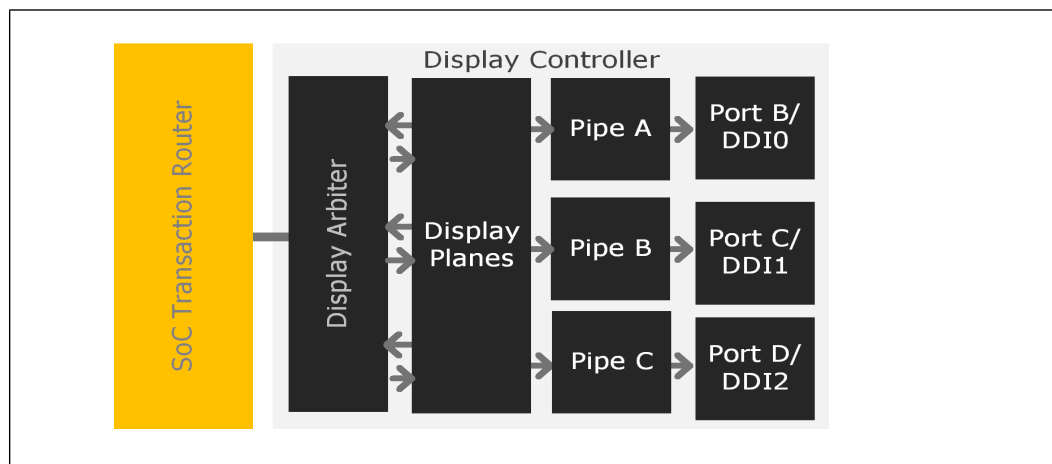 Display Controller
SoC Transaction Router
Display Arbiter
Display
Planes
Pipe A
Port B/
DDI0
Pipe B
Port C/
DDI1
Pipe C
Port D/
DDI2